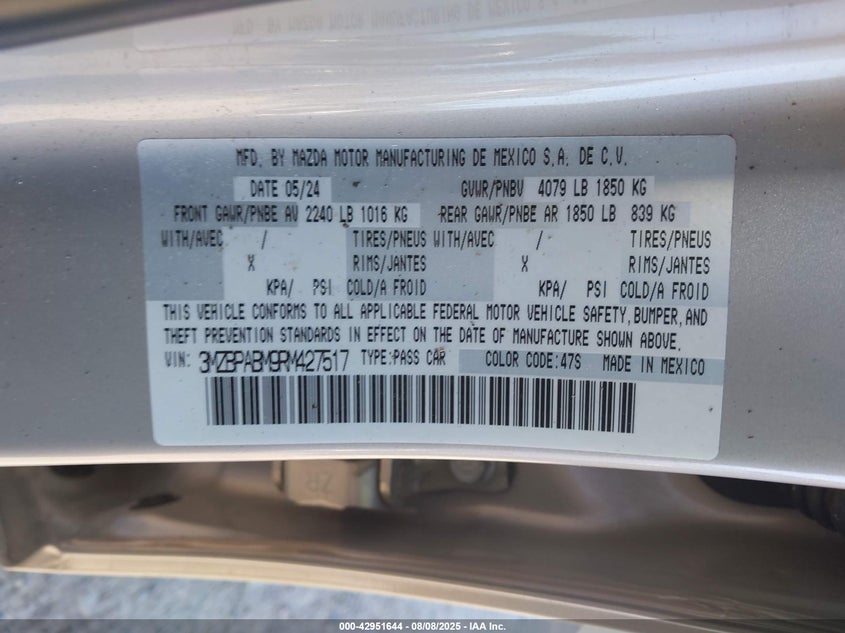 MFD. BY MAZDA MOTOR MANUFACTURING DE MEXICO S.A. DE C.V.
DATE 05/24 GVWR/PNBV 4079 LB 1850 KG
FRONT GAWR/PNBE AV 2240 LB 1016 KG REAR GAWR/PNBE AR 1850 LB 839 KG
WITH/AVEC / TIRES/PNEUS WITH/AVEC / TIRES/PNEUS
X RIMS/JANTES X RIMS/JANTES
KPA/ PSI COLD/A FROID KPA/ PSI COLD/A FROID
THIS VEHICLE CONFORMS TO ALL APPLICABLE FEDERAL MOTOR VEHICLE SAFETY, BUMPER, AND
THEFT PREVENTION STANDARDS IN EFFECT ON THE DATE OF MANUFACTURE SHOWN ABOVE.
VIN: 3MZBPABM9RM427517 TYPE:PASS CAR COLOR CODE:47S MADE IN MEXICO
ZR
000-42951644 - 08/08/2025 - IAA Inc.